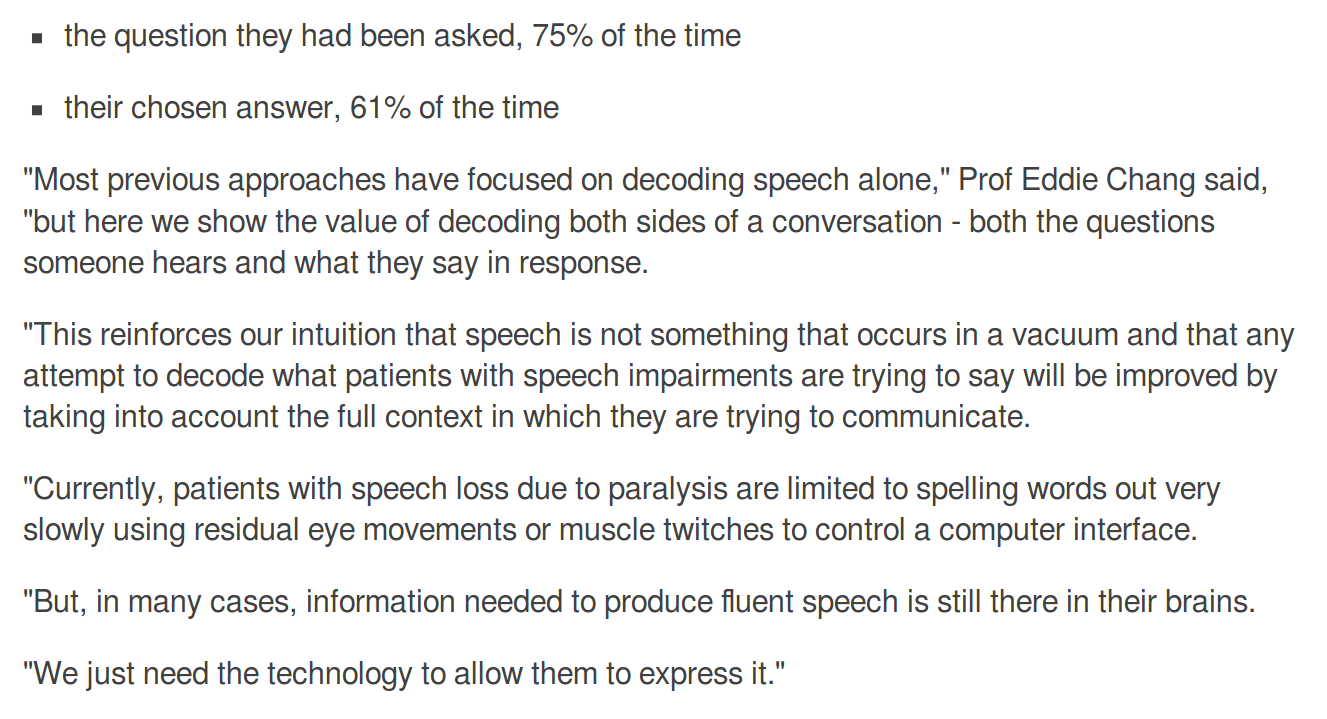 ▪ the question they had been asked, 75% of the time
▪ their chosen answer, 61% of the time
"Most previous approaches have focused on decoding speech alone," Prof Eddie Chang said,
"but here we show the value of decoding both sides of a conversation - both the questions
someone hears and what they say in response.
"This reinforces our intuition that speech is not something that occurs in a vacuum and that any
attempt to decode what patients with speech impairments are trying to say will be improved by
taking into account the full context in which they are trying to communicate.
"Currently, patients with speech loss due to paralysis are limited to spelling words out very
slowly using residual eye movements or muscle twitches to control a computer interface.
"But, in many cases, information needed to produce fluent speech is still there in their brains.
"We just need the technology to allow them to express it."